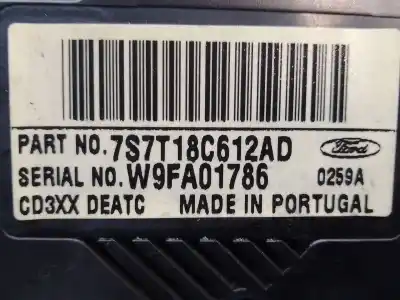 PART NO. 7S7T18C612AD
Ford
SERIAL NO. W9FA01786 0259A
CD3XX DEATC MADE IN PORTUGAL